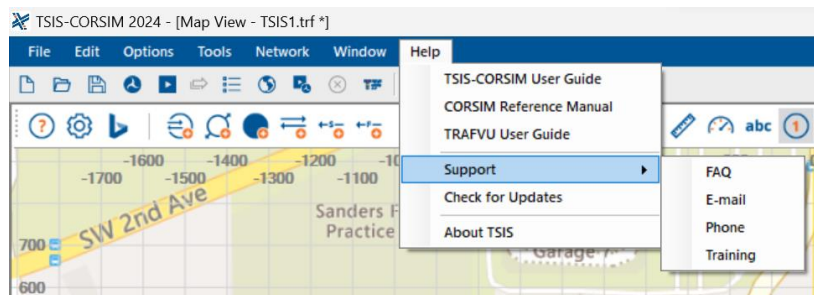 TSIS-CORSIM 2024 - [Map View - TSIS1.trf *]
File Edit Options Tools Network Window Help
TSIS-CORSIM User Guide
CORSIM Reference Manual
TRAFVU User Guide
Support
Check for Updates
About TSIS
FAQ
E-mail
Phone
Training
abc 1
-1600 -1400 -1200
-1700 -1500 -1300 -1100
SW 2nd Ave
Sanders
Practice
Garage
700
600